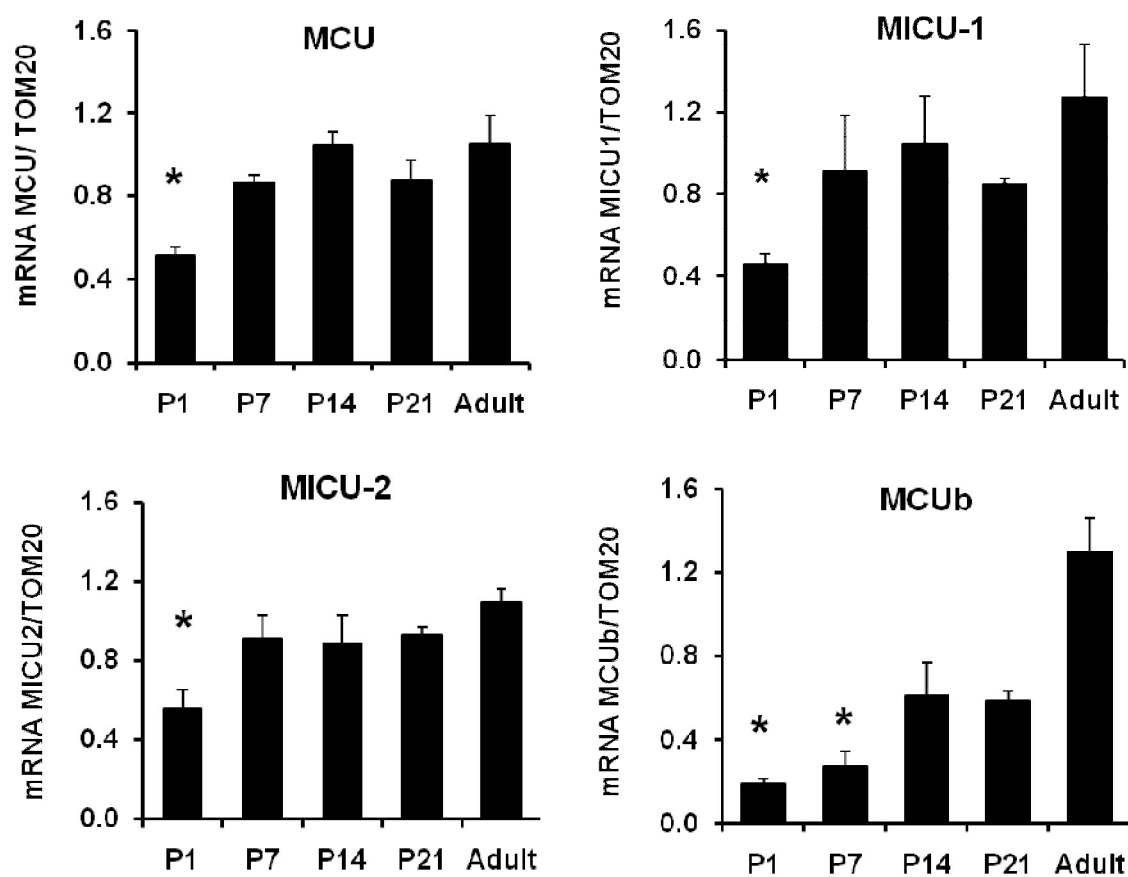 MCU
mRNA MCU/ TOM20
1.6
1.2
0.8
0.4
0.0
*
P1 P7 P14 P21 Adult
MICU-1
mRNA MICU1/TOM20
1.6
1.2
0.8
0.4
0.0
*
P1 P7 P14 P21 Adult
MICU-2
mRNA MICU2/TOM20
1.6
1.2
0.8
0.4
0.0
*
P1 P7 P14 P21 Adult
MCUb
mRNA MCUb/TOM20
1.6
1.2
0.8
0.4
0.0
* *
P1 P7 P14 P21 Adult